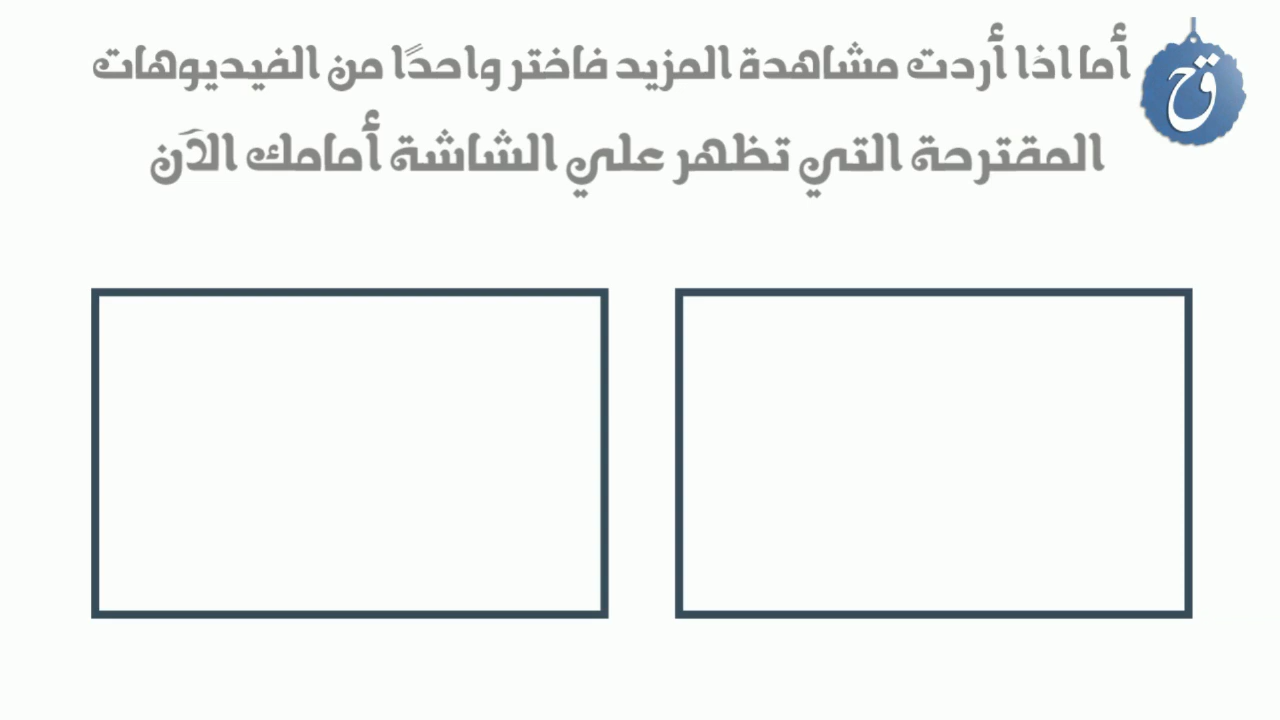 أما اذا أردت مشاهدة المزيد فاختر واحدًا من الفيديوهات
المقترحة التي تظهر علي الشاشة أمامك الآن
ق ح